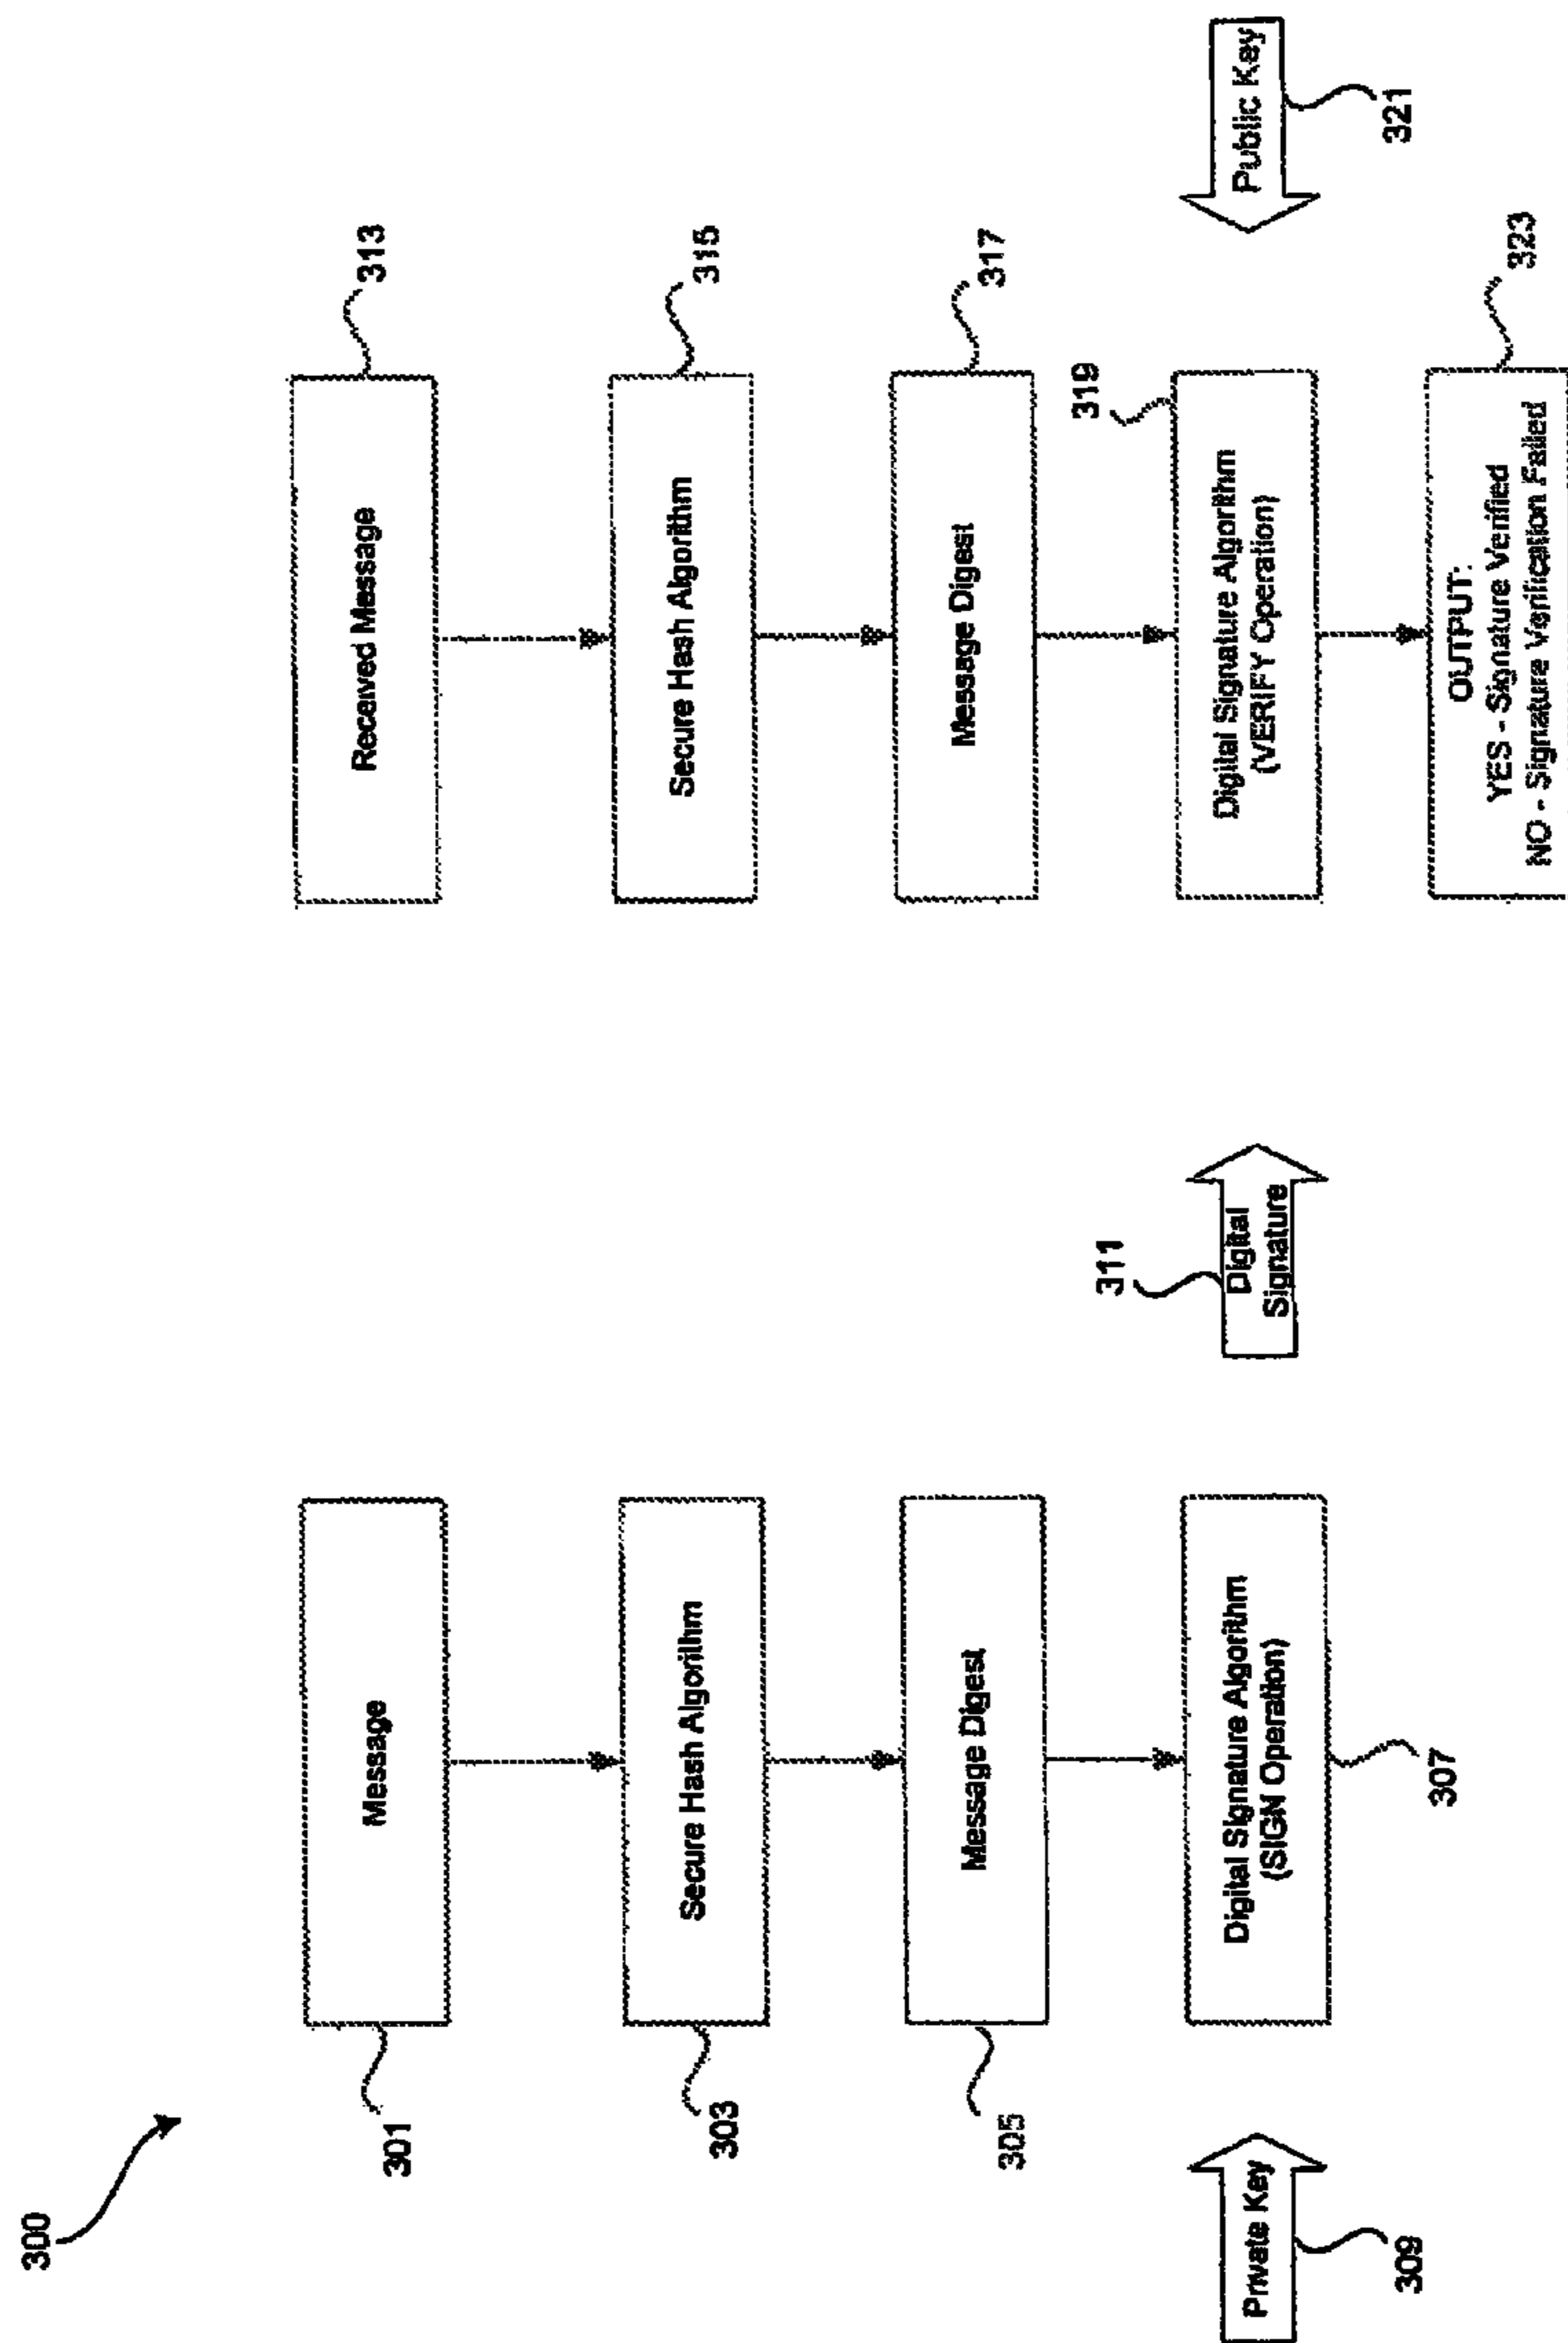 300
301
Message
303
Secure Hash Algorithm
305
Message Digest
Private Key
309
Digital Signature Algorithm
(SIGN Operation)
307
311
Digital
Signature
Received Message
313
Secure Hash Algorithm
315
Message Digest
317
319
Digital Signature Algorithm
(VERIFY Operation)
Public Key
321
OUTPUT:
YES - Signature Verified
NO - Signature Verification Failed
323